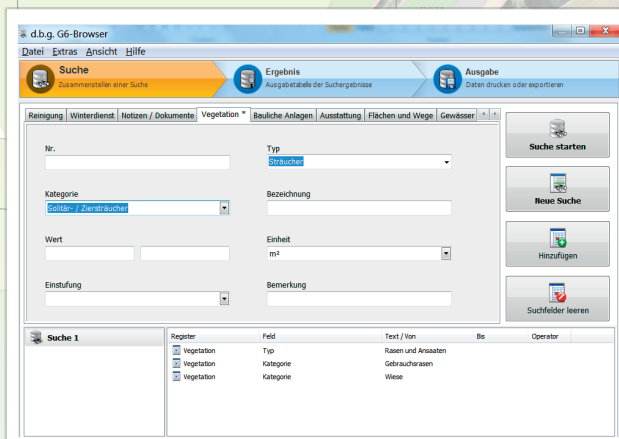 d.b.g. G6-Browser
Datei Extras Ansicht Hilfe
Suche
Zusammenstellen einer Suche
Ergebnis
Ausgabetabelle der Suchergebnisse
Ausgabe
Daten drucken oder exportieren
Reinigung Winterdienst Notizen / Dokumente Vegetation * Bauliche Anlagen Ausstattung Flächen und Wege Gewässer
Nr.
Typ
Sträucher
Kategorie
Bezeichnung
Solitär- / Ziersträucher
Wert
Einheit
m²
Einstufung
Bemerkung
Suche starten
Neue Suche
Hinzufügen
Suchfelder leeren
Suche 1
Register Feld Text / Von Bis Operator
Vegetation Typ Rasen und Ansaaten
Vegetation Kategorie Gebrauchsrasen
Vegetation Kategorie Wiese